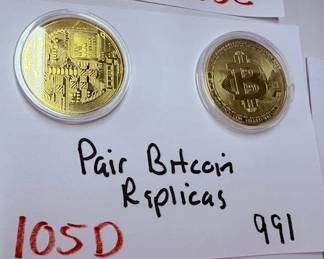 Pair Bitcoin
Replicas
105D
991